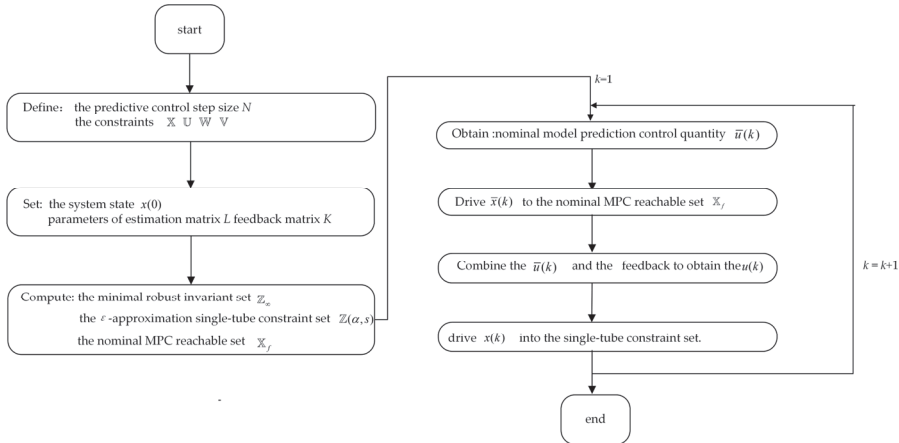 start
Define: the predictive control step size N
the constraints 𝕏 𝕌 𝕎 𝕍
Set: the system state x(0)
parameters of estimation matrix L feedback matrix K
Compute: the minimal robust invariant set ℤ∞
the ε-approximation single-tube constraint set ℤ(α,s)
the nominal MPC reachable set 𝕏f
k=1
Obtain :nominal model prediction control quantity u̅(k)
Drive x̅(k) to the nominal MPC reachable set 𝕏f
Combine the u̅(k) and the feedback to obtain the u(k)
drive x(k) into the single-tube constraint set.
k = k+1
end